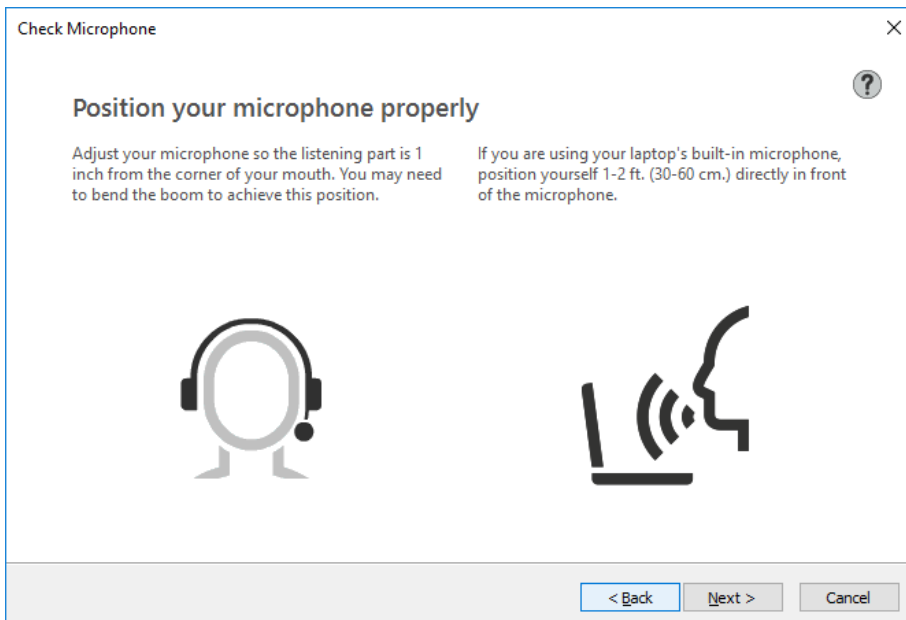 Check Microphone
?
Position your microphone properly
Adjust your microphone so the listening part is 1
inch from the corner of your mouth. You may need
to bend the boom to achieve this position.
If you are using your laptop's built-in microphone,
position yourself 1-2 ft. (30-60 cm.) directly in front
of the microphone.
< Back
Next >
Cancel